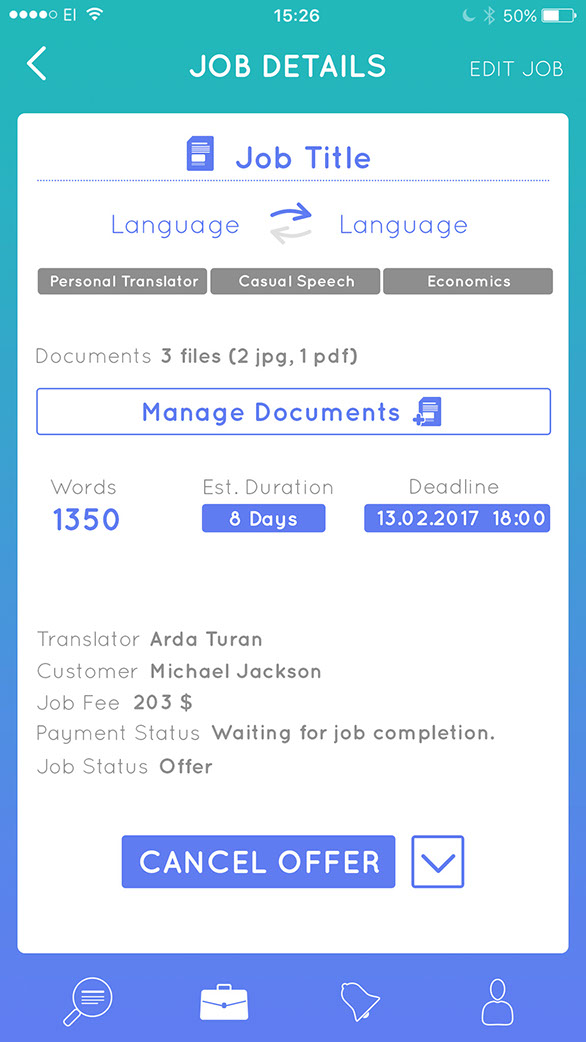 EI 15:26 50%
JOB DETAILS EDIT JOB
Job Title
Language Language
Personal Translator Casual Speech Economics
Documents 3 files (2 jpg, 1 pdf)
Manage Documents
Words Est. Duration Deadline
1350 8 Days 13.02.2017 18:00
Translator Arda Turan
Customer Michael Jackson
Job Fee 203 $
Payment Status Waiting for job completion.
Job Status Offer
CANCEL OFFER